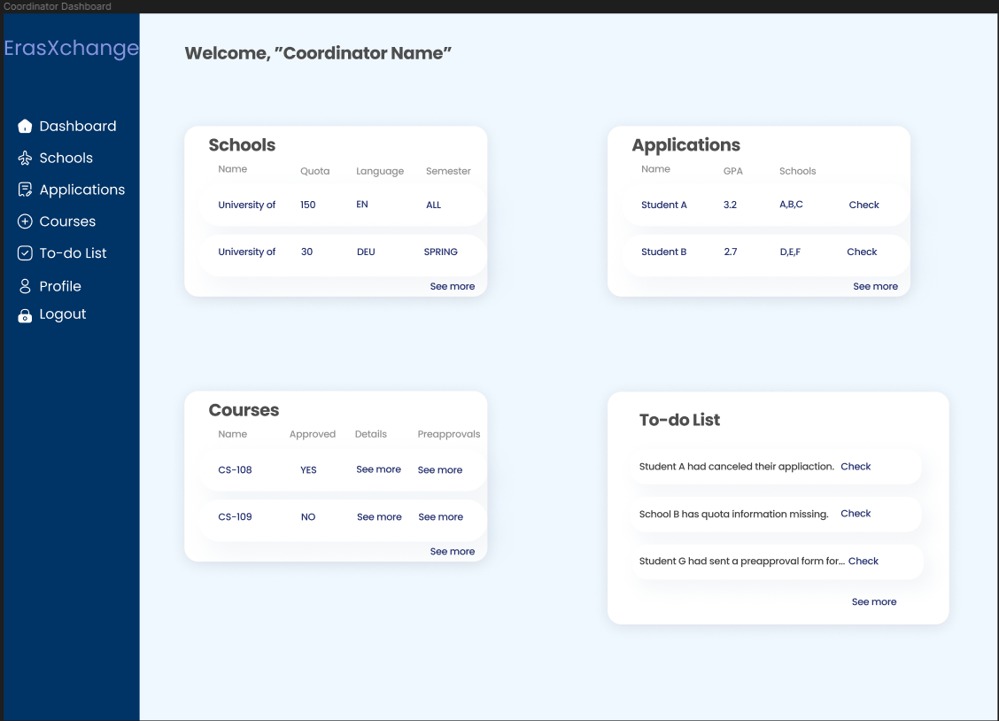 Coordinator Dashboard
ErasXchange
Dashboard
Schools
Applications
Courses
To-do List
Profile
Logout
Welcome, ”Coordinator Name”
Schools
Name Quota Language Semester
University of 150 EN ALL
University of 30 DEU SPRING
See more
Applications
Name GPA Schools
Student A 3.2 A,B,C Check
Student B 2.7 D,E,F Check
See more
Courses
Name Approved Details Preapprovals
CS-108 YES See more See more
CS-109 NO See more See more
See more
To-do List
Student A had canceled their appliaction. Check
School B has quota information missing. Check
Student G had sent a preapproval form for... Check
See more